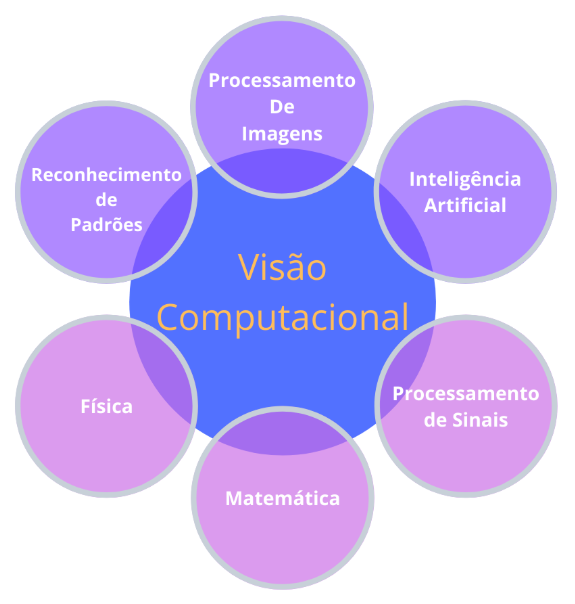 Processamento
De
Imagens
Reconhecimento
de
Padrões
Inteligência
Artificial
Visão
Computacional
Física
Processamento
de Sinais
Matemática